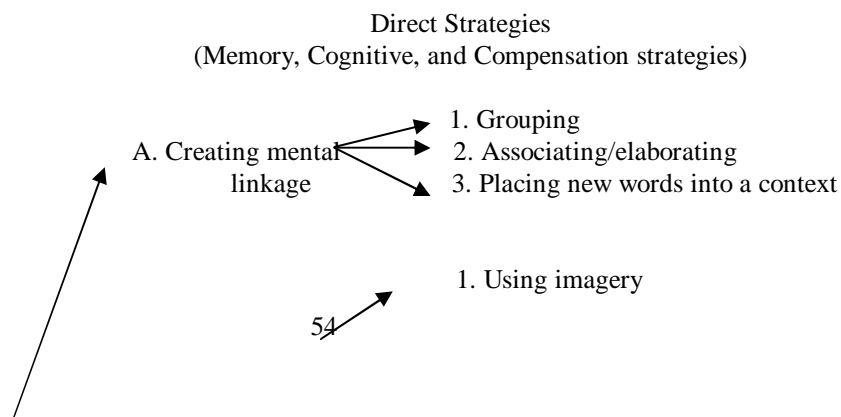 Direct Strategies
(Memory, Cognitive, and Compensation strategies)
1. Grouping
A. Creating mental
2. Associating/elaborating
linkage
3. Placing new words into a context
1. Using imagery
54